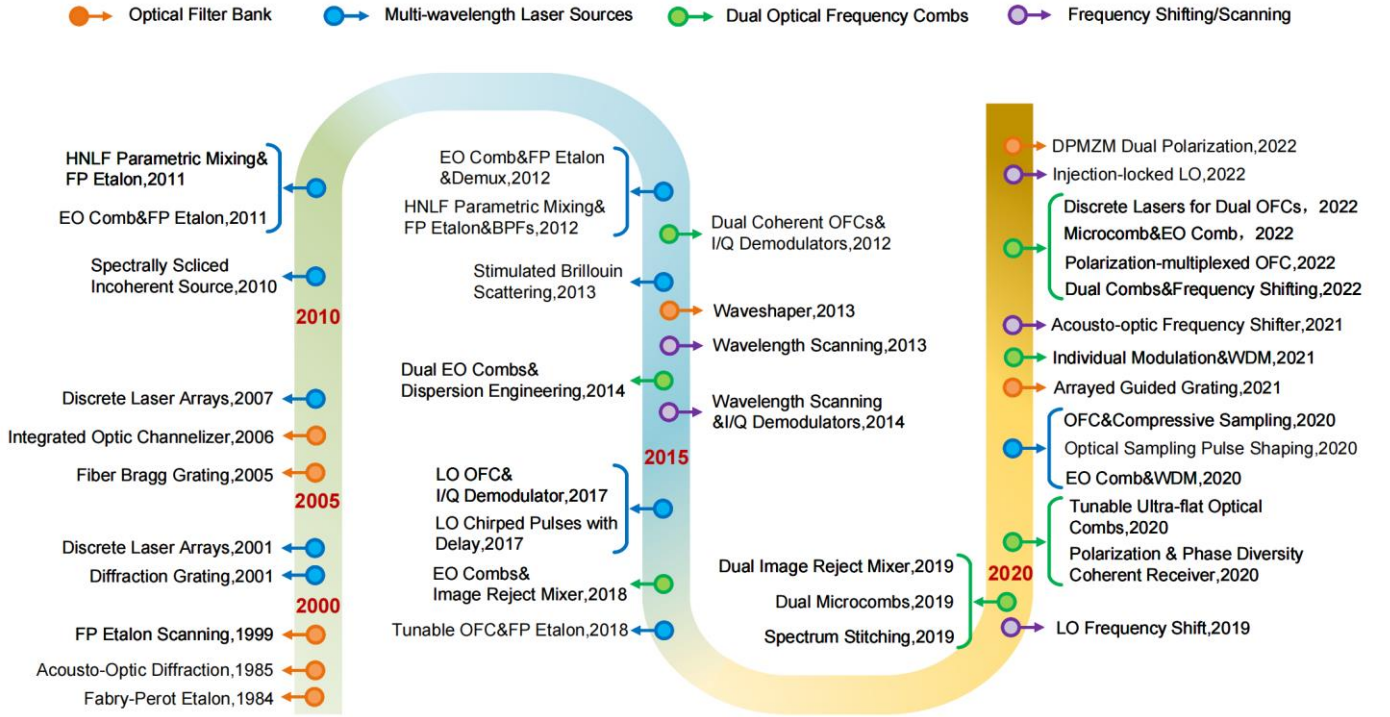 Optical Filter Bank
Multi-wavelength Laser Sources
Dual Optical Frequency Combs
Frequency Shifting/Scanning
HNLF Parametric Mixing&
FP Etalon,2011
EO Comb&FP Etalon,2011
Spectrally Scliced
Incoherent Source,2010
2010
Discrete Laser Arrays,2007
Integrated Optic Channelizer,2006
Fiber Bragg Grating,2005
2005
Discrete Laser Arrays,2001
Diffraction Grating,2001
2000
FP Etalon Scanning,1999
Acousto-Optic Diffraction,1985
Fabry-Perot Etalon,1984
EO Comb&FP Etalon
&Demux,2012
HNLF Parametric Mixing&
FP Etalon&BPFs,2012
Dual Coherent OFCs&
I/Q Demodulators,2012
Stimulated Brillouin
Scattering,2013
Waveshaper,2013
Wavelength Scanning,2013
Dual EO Combs&
Dispersion Engineering,2014
Wavelength Scanning
&I/Q Demodulators,2014
2015
LO OFC&
I/Q Demodulator,2017
LO Chirped Pulses with
Delay,2017
EO Combs&
Image Reject Mixer,2018
Tunable OFC&FP Etalon,2018
DPMZM Dual Polarization,2022
Injection-locked LO,2022
Discrete Lasers for Dual OFCs，2022
Microcomb&EO Comb，2022
Polarization-multiplexed OFC,2022
Dual Combs&Frequency Shifting,2022
Acousto-optic Frequency Shifter,2021
Individual Modulation&WDM,2021
Arrayed Guided Grating,2021
OFC&Compressive Sampling,2020
Optical Sampling Pulse Shaping,2020
EO Comb&WDM,2020
Tunable Ultra-flat Optical
Combs,2020
Polarization & Phase Diversity
Coherent Receiver,2020
2020
Dual Image Reject Mixer,2019
Dual Microcombs,2019
Spectrum Stitching,2019
LO Frequency Shift,2019